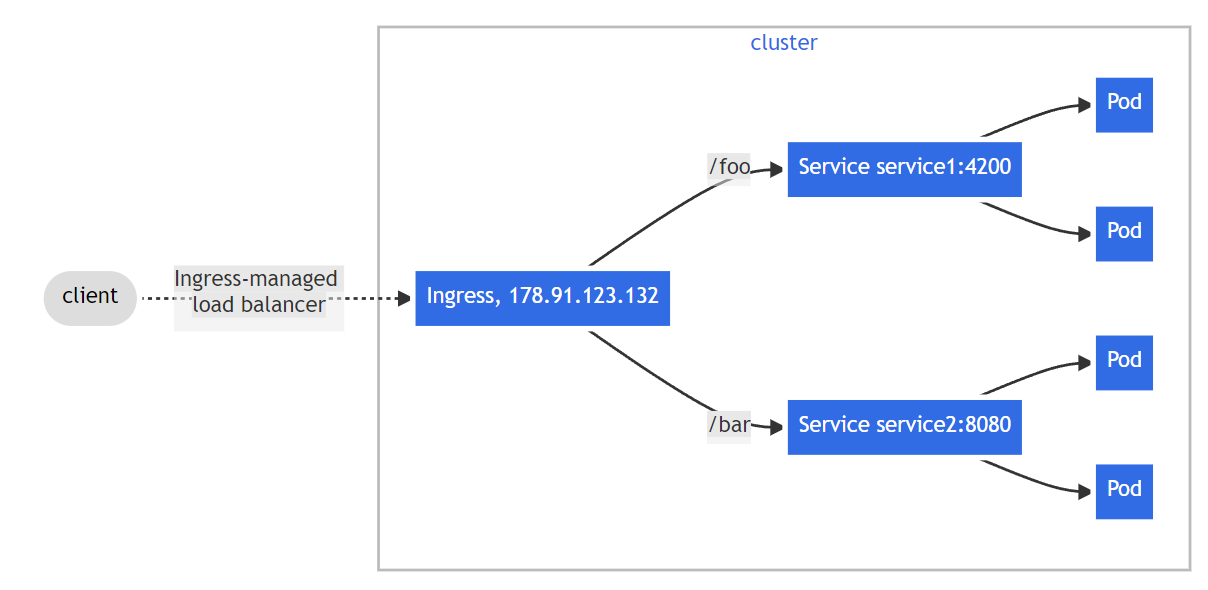 cluster
client
Ingress-managed
load balancer
Ingress, 178.91.123.132
/foo
Service service1:4200
Pod
Pod
/bar
Service service2:8080
Pod
Pod